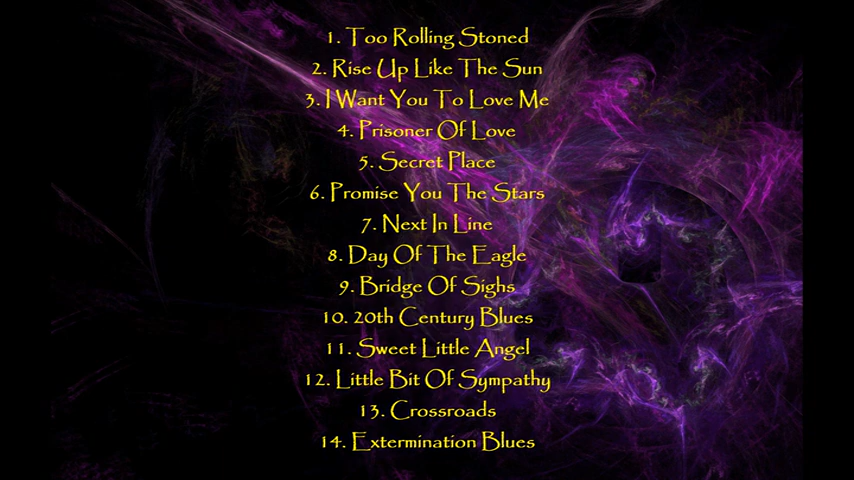 1. Too Rolling Stoned
2. Rise Up Like The Sun
3. I Want You To Love Me
4. Prisoner Of Love
5. Secret Place
6. Promise You The Stars
7. Next In Line
8. Day Of The Eagle
9. Bridge Of Sighs
10. 20th Century Blues
11. Sweet Little Angel
12. Little Bit Of Sympathy
13. Crossroads
14. Extermination Blues